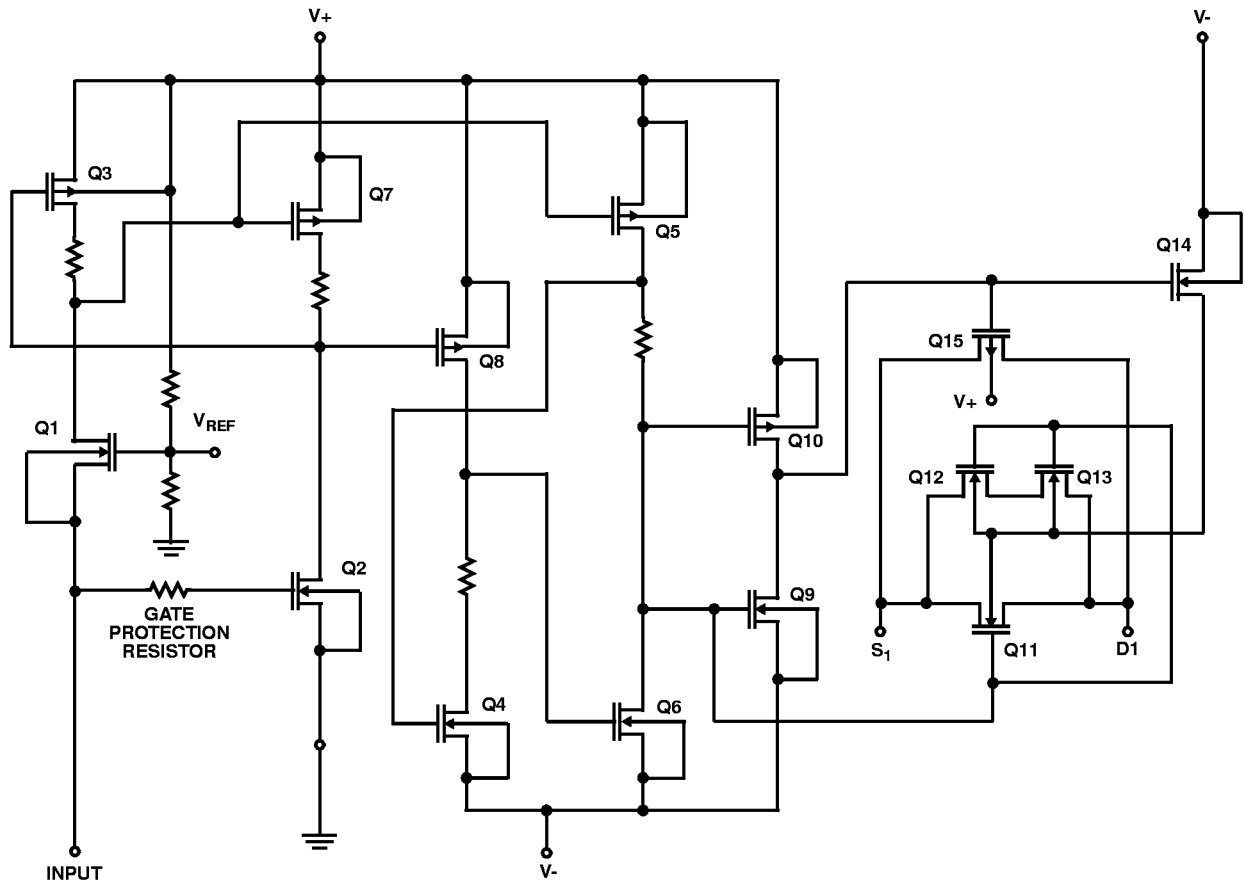 V+
V-
Q3
Q7
Q5
Q14
Q15
Q8
V+
Q1
VREF
Q10
Q12
Q13
Q2
Q9
GATE
PROTECTION
RESISTOR
S1
Q11
D1
Q4
Q6
INPUT
V-